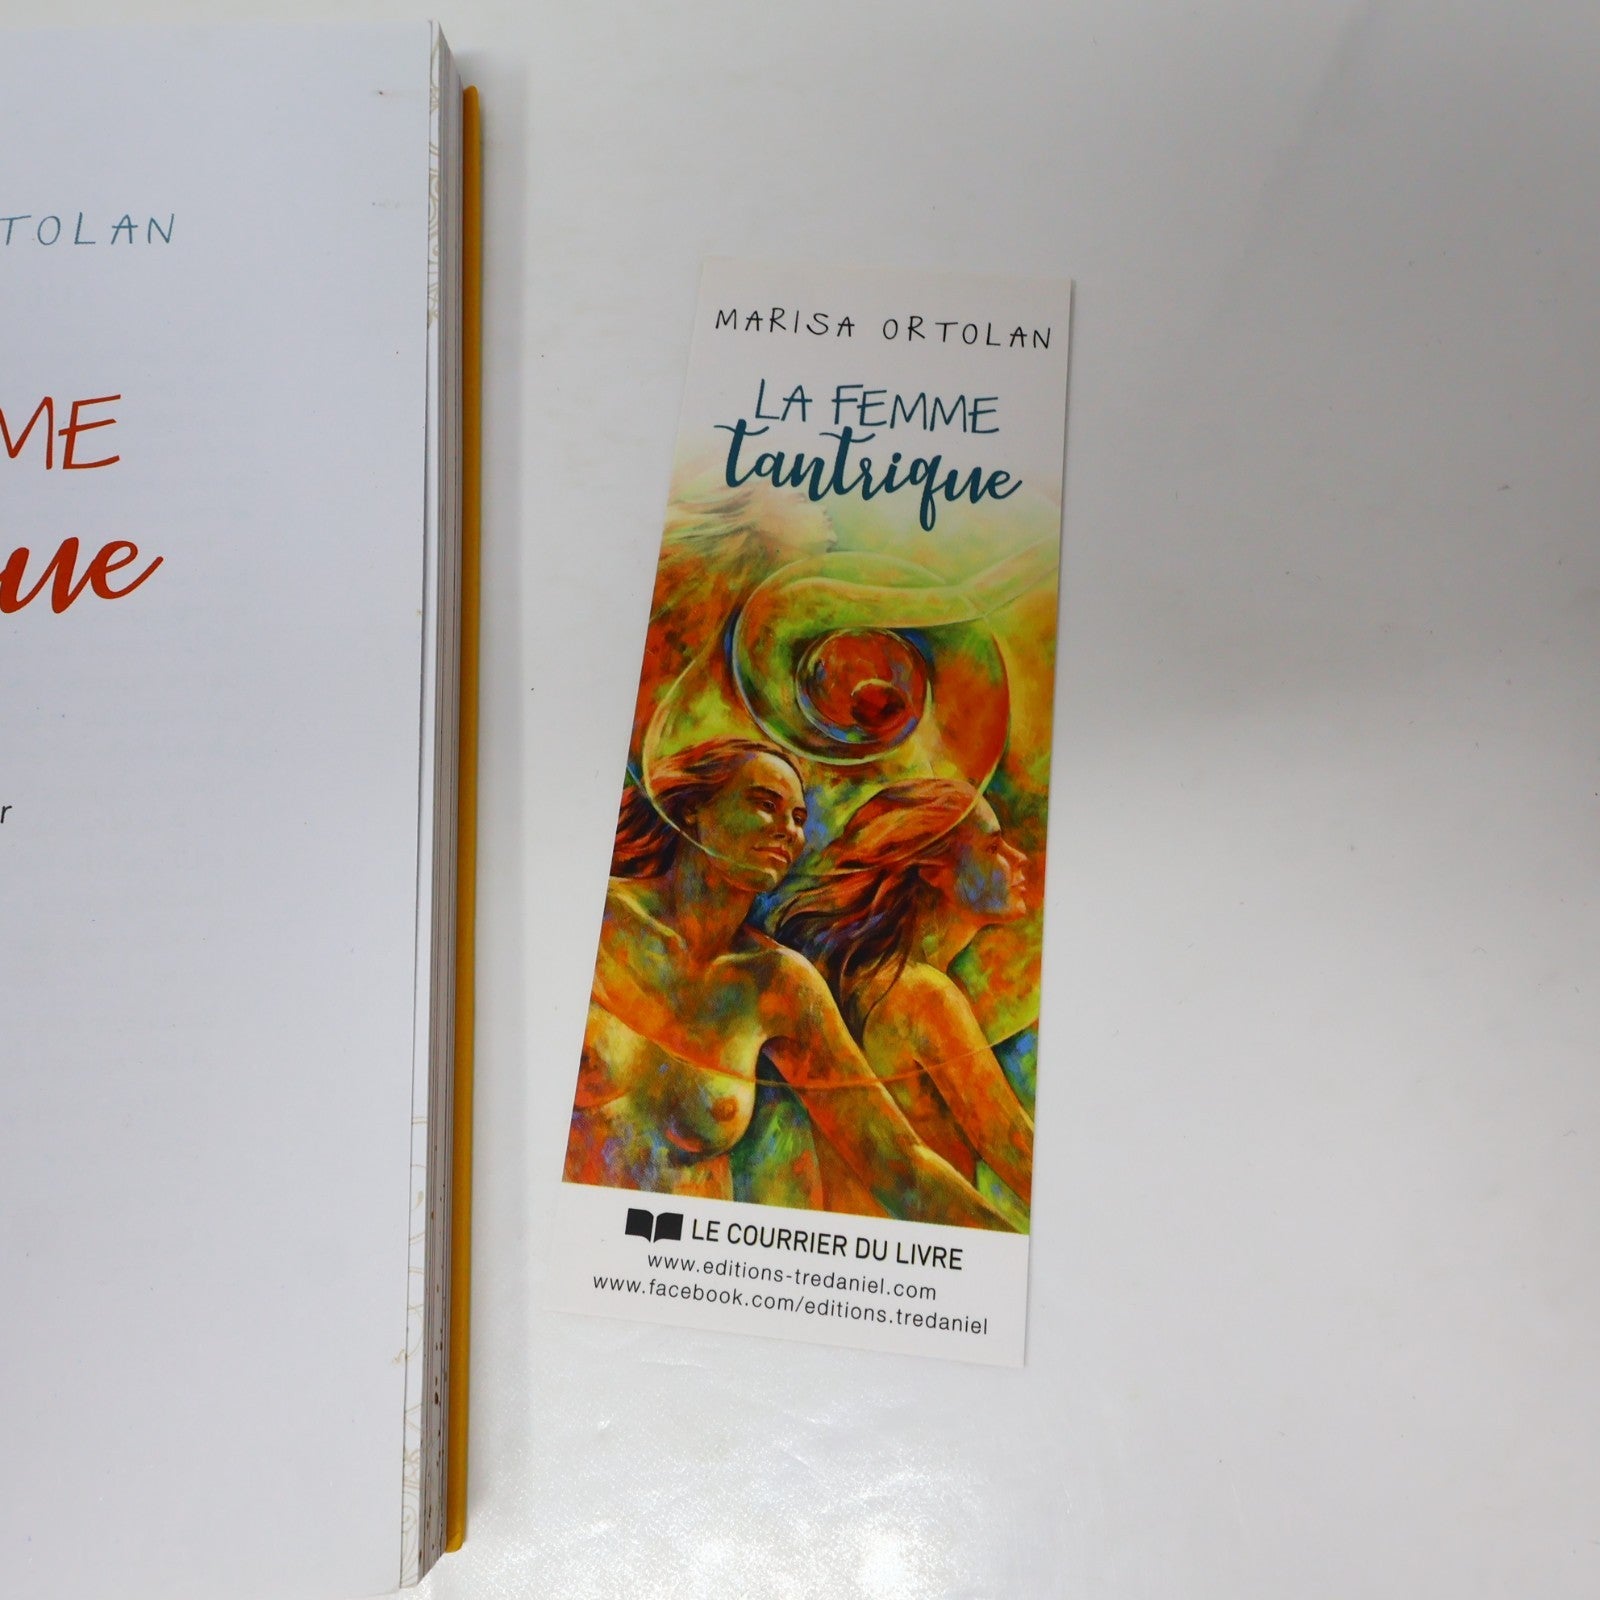 TOLAN
ME
ue
r
MARISA ORTOLAN
LA FEMME
tantrique
LE COURRIER DU LIVRE
www.editions-tredaniel.com
www.facebook.com/editions.tredaniel